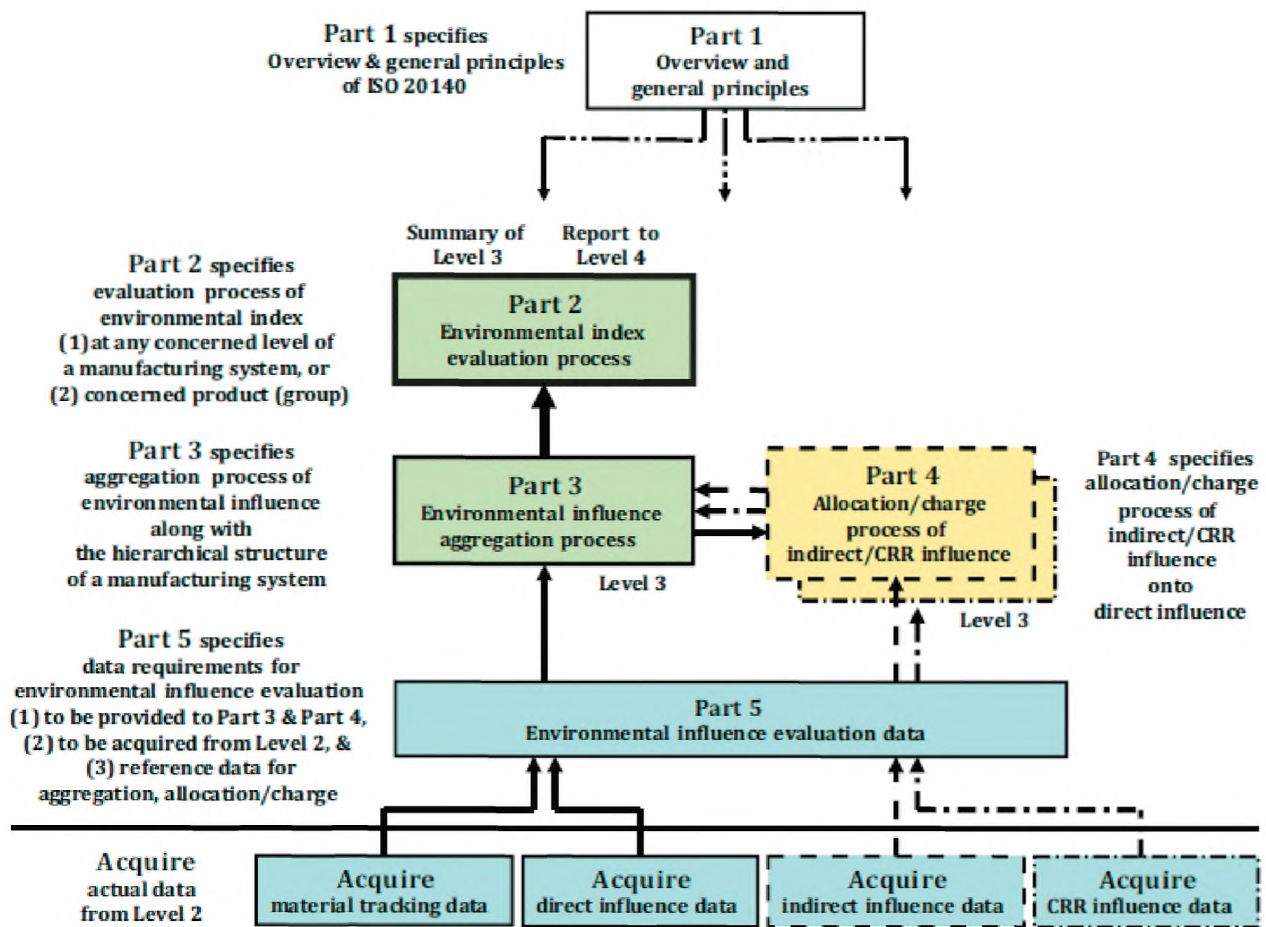 Part 1 specifies
Overview & general principles
of ISO 20140
Part 1
Overview and
general principles
Summary of
Level 3
Report to
Level 4
Part 2 specifies
evaluation process of
environmental index
(1) at any concerned level of
a manufacturing system, or
(2) concerned product (group)
Part 2
Environmental index
evaluation process
Part 3 specifies
aggregation process of
environmental influence
along with
the hierarchical structure
of a manufacturing system
Part 3
Environmental influence
aggregation process
Level 3
Part 4
Allocation/charge
process of
indirect/CRR influence
Level 3
Part 4 specifies
allocation/charge
process of
indirect/CRR
influence
onto
direct influence
Part 5 specifies
data requirements for
environmental influence evaluation
(1) to be provided to Part 3 & Part 4,
(2) to be acquired from Level 2, &
(3) reference data for
aggregation, allocation/charge
Part 5
Environmental influence evaluation data
Acquire
actual data
from Level 2
Acquire
material tracking data
Acquire
direct influence data
Acquire
indirect influence data
Acquire
CRR influence data